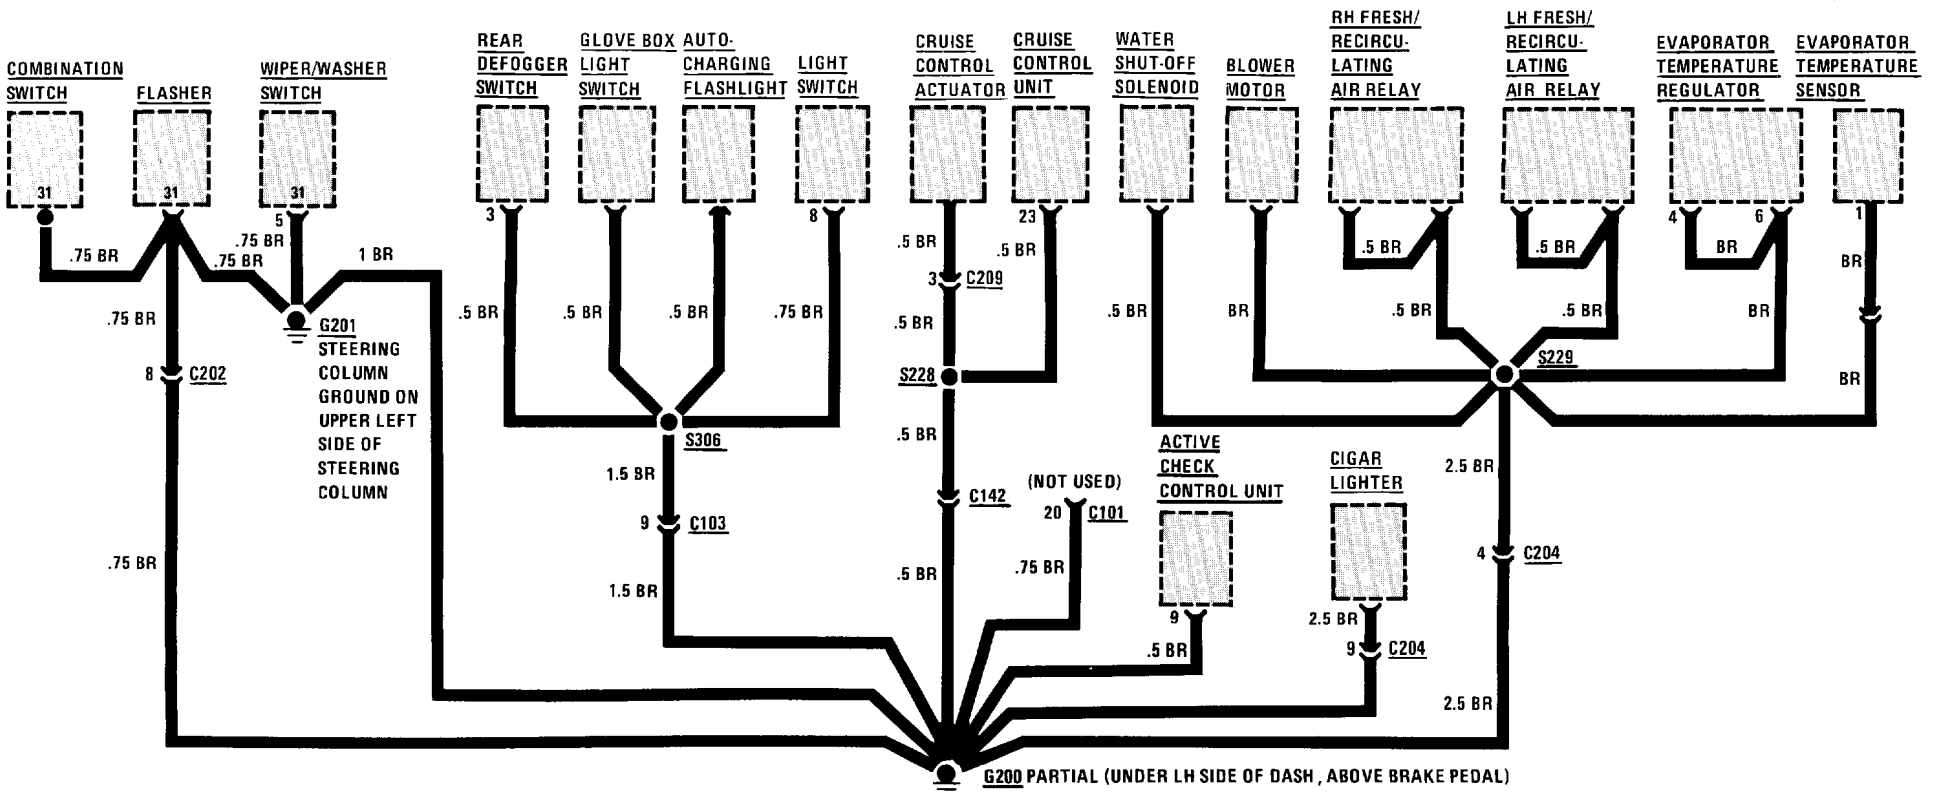 COMBINATION
SWITCH
31
FLASHER
31
WIPER/WASHER
SWITCH
31
REAR
DEFOGGER
SWITCH
3
GLOVE BOX
LIGHT
SWITCH
AUTO-
CHARGING
FLASHLIGHT
LIGHT
SWITCH
8
CRUISE
CONTROL
ACTUATOR
CRUISE
CONTROL
UNIT
23
WATER
SHUT-OFF
SOLENOID
BLOWER
MOTOR
RH FRESH/
RECIRCU-
LATING
AIR RELAY
LH FRESH/
RECIRCU-
LATING
AIR RELAY
EVAPORATOR
TEMPERATURE
REGULATOR
4
6
EVAPORATOR
TEMPERATURE
SENSOR
1
.75 BR
5
.75 BR
.75 BR
1 BR
.75 BR
8
C202
.75 BR
G201
STEERING
COLUMN
GROUND ON
UPPER LEFT
SIDE OF
STEERING
COLUMN
.5 BR
.5 BR
.5 BR
.75 BR
S306
1.5 BR
9
C103
1.5 BR
.5 BR
.5 BR
3
C209
.5 BR
S228
.5 BR
C142
.5 BR
(NOT USED)
20
C101
.75 BR
.5 BR
BR
.5 BR
.5 BR
.5 BR
.5 BR
BR
BR
BR
BR
S229
ACTIVE
CHECK
CONTROL UNIT
9
.5 BR
CIGAR
LIGHTER
2.5 BR
9
C204
2.5 BR
4
C204
2.5 BR
G200 PARTIAL (UNDER LH SIDE OF DASH, ABOVE BRAKE PEDAL)